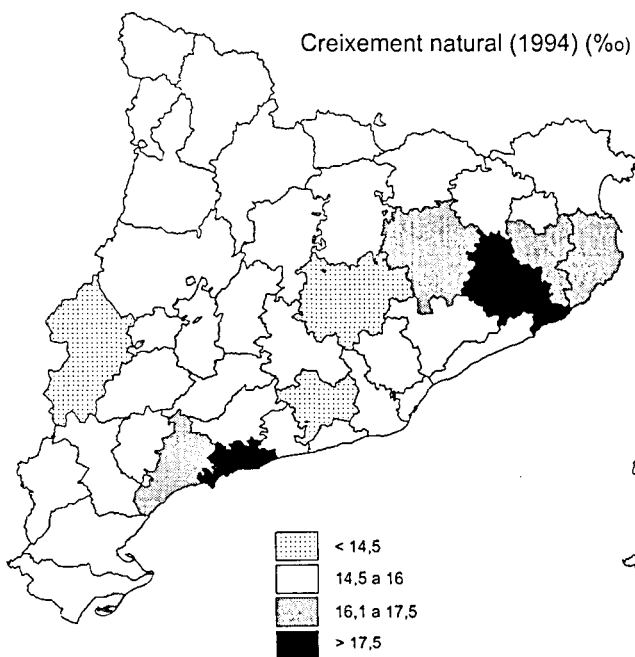 Creixement natural (1994) (‰)
< 14,5
14,5 a 16
16,1 a 17,5
> 17,5